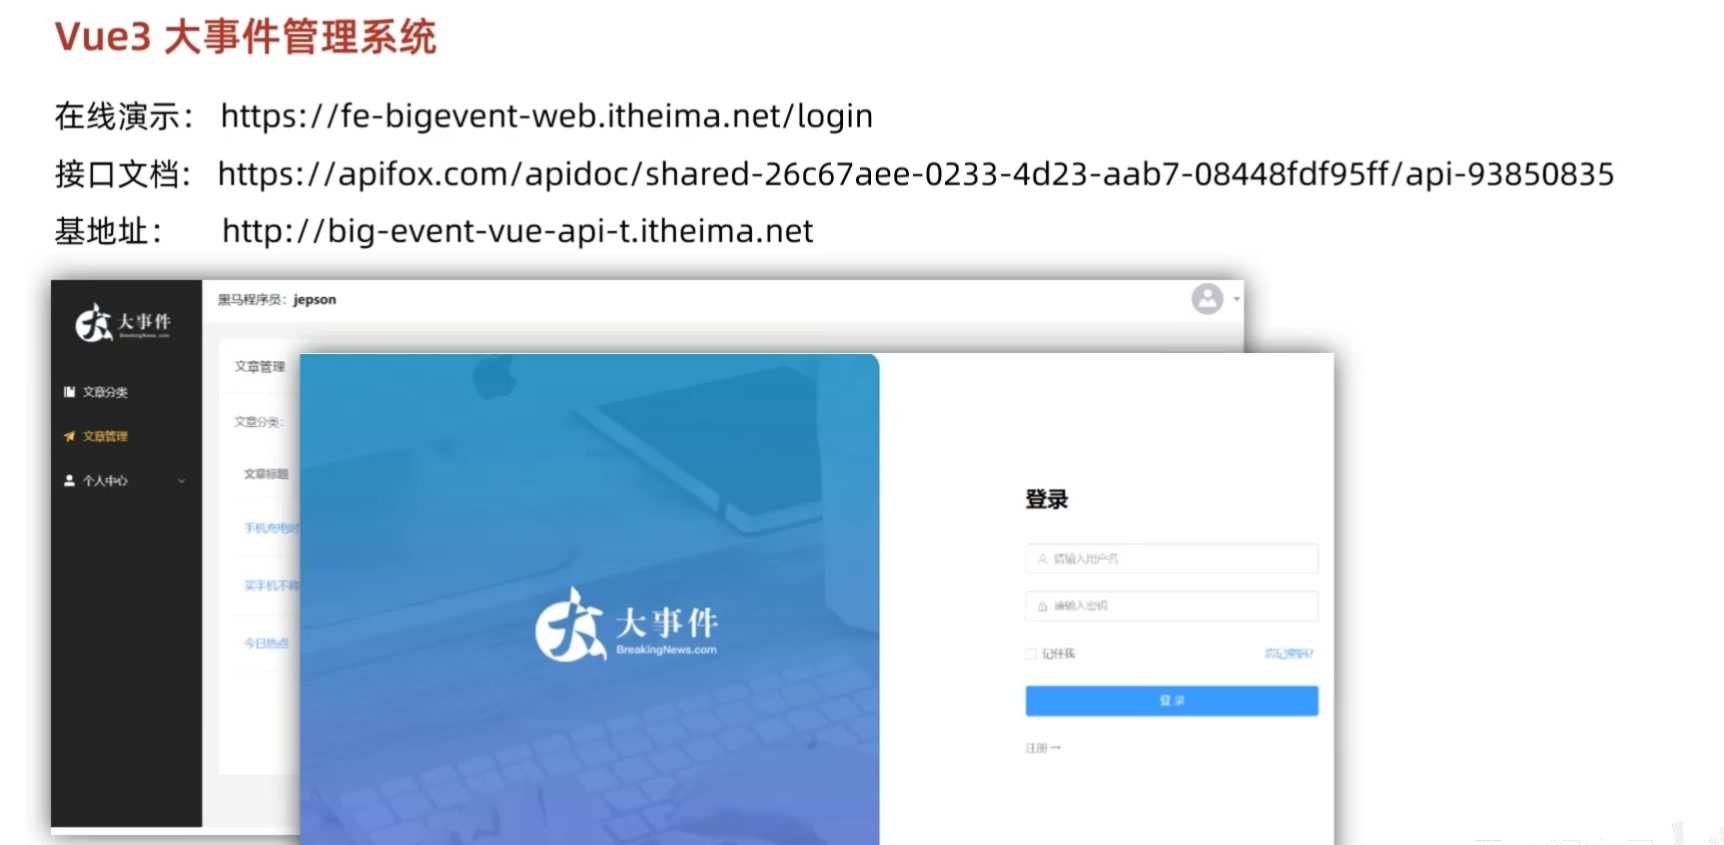 Vue3 大事件管理系统
在线演示： https://fe-bigevent-web.itheima.net/login
接口文档： https://apifox.com/apidoc/shared-26c67aee-0233-4d23-aab7-08448fdf95ff/api-93850835
基地址： http://big-event-vue-api-t.itheima.net
大事件
BreakingNews.com
黑马程序员：jepson
文章分类
文章管理
个人中心
文章管理
文章分类：
文章标题
手机充电时
买手机不
今日热点
大事件
BreakingNews.com
登录
请输入用户名
请输入密码
记住我 忘记密码?
登录
注册 →